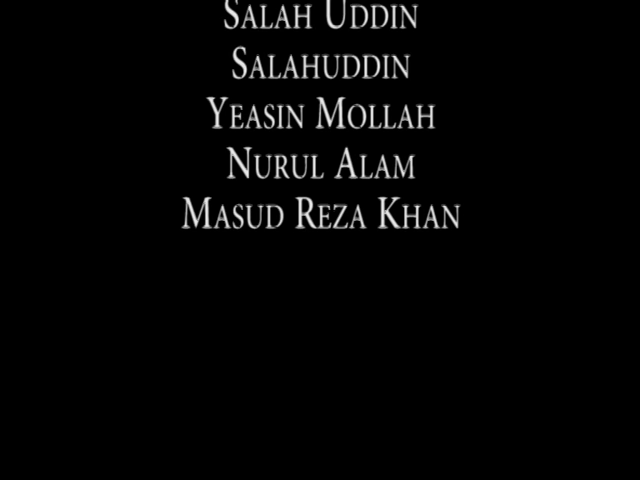 Salah Uddin
Salahuddin
Yeasin Mollah
Nurul Alam
Masud Reza Khan